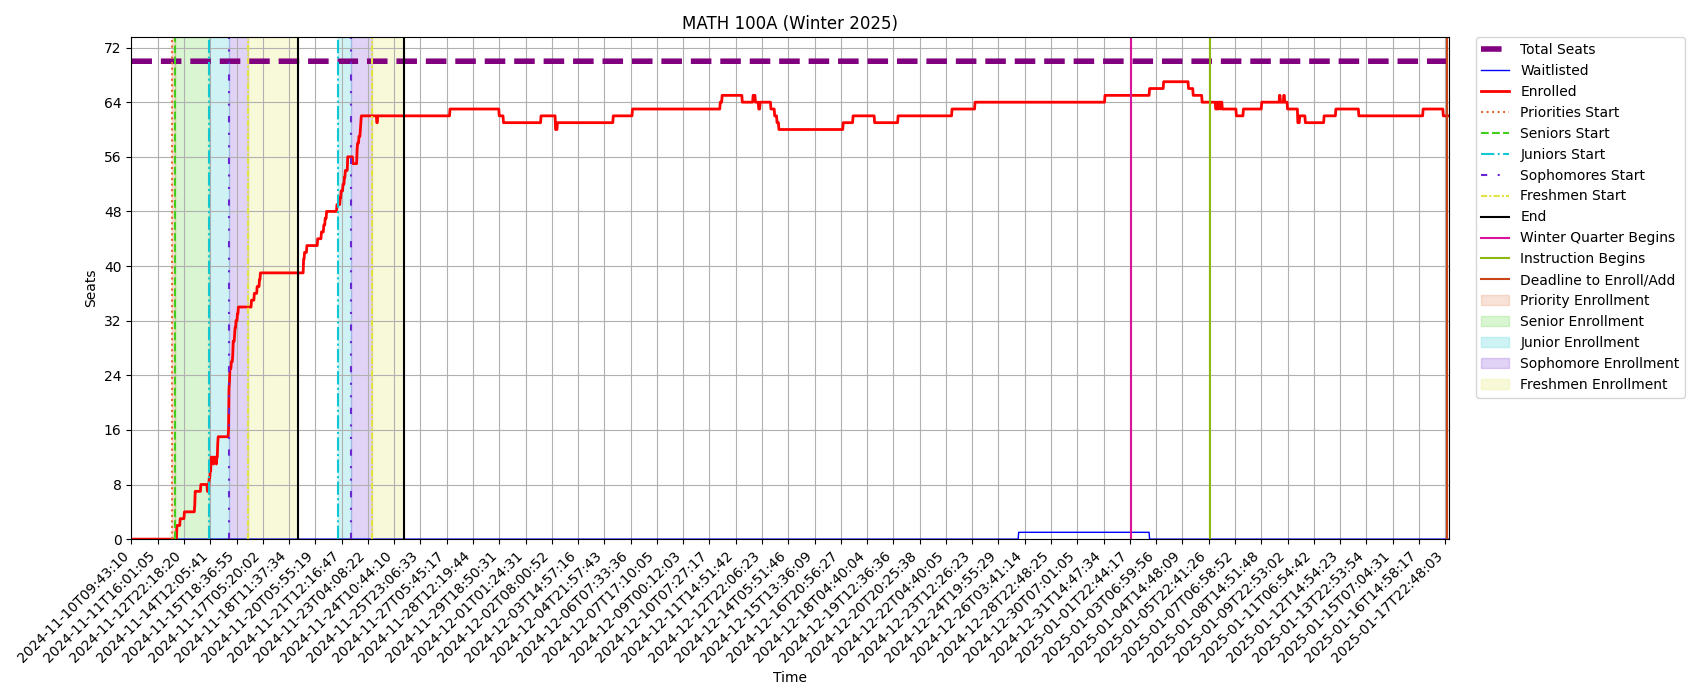 MATH 100A (Winter 2025)
Seats
72
64
56
48
40
32
24
16
8
0
2024-11-10T09:43:10
2024-11-11T16:01:05
2024-11-12T22:18:20
2024-11-14T12:05:41
2024-11-15T18:36:55
2024-11-17T05:20:02
2024-11-18T11:37:34
2024-11-20T05:55:19
2024-11-21T12:16:47
2024-11-23T04:08:22
2024-11-24T10:44:10
2024-11-25T23:06:33
2024-11-27T05:45:17
2024-11-28T12:19:44
2024-11-29T18:50:31
2024-12-01T01:24:31
2024-12-02T08:00:52
2024-12-03T14:57:16
2024-12-04T21:57:43
2024-12-06T07:33:36
2024-12-07T17:10:05
2024-12-09T00:12:03
2024-12-10T07:27:17
2024-12-11T14:51:42
2024-12-12T22:06:23
2024-12-14T05:51:46
2024-12-15T13:36:09
2024-12-16T20:56:27
2024-12-18T04:40:04
2024-12-19T12:36:36
2024-12-20T20:25:38
2024-12-22T04:40:05
2024-12-23T12:26:23
2024-12-24T19:55:29
2024-12-26T03:41:14
2024-12-28T22:48:25
2024-12-30T07:01:05
2024-12-31T14:47:34
2025-01-01T22:44:17
2025-01-03T06:59:56
2025-01-04T14:48:09
2025-01-05T22:41:26
2025-01-07T06:58:52
2025-01-08T14:51:48
2025-01-09T22:53:02
2025-01-11T06:54:42
2025-01-12T14:54:23
2025-01-13T22:53:54
2025-01-15T07:04:31
2025-01-16T14:58:17
2025-01-17T22:48:03
Time
Total Seats
Waitlisted
Enrolled
Priorities Start
Seniors Start
Juniors Start
Sophomores Start
Freshmen Start
End
Winter Quarter Begins
Instruction Begins
Deadline to Enroll/Add
Priority Enrollment
Senior Enrollment
Junior Enrollment
Sophomore Enrollment
Freshmen Enrollment